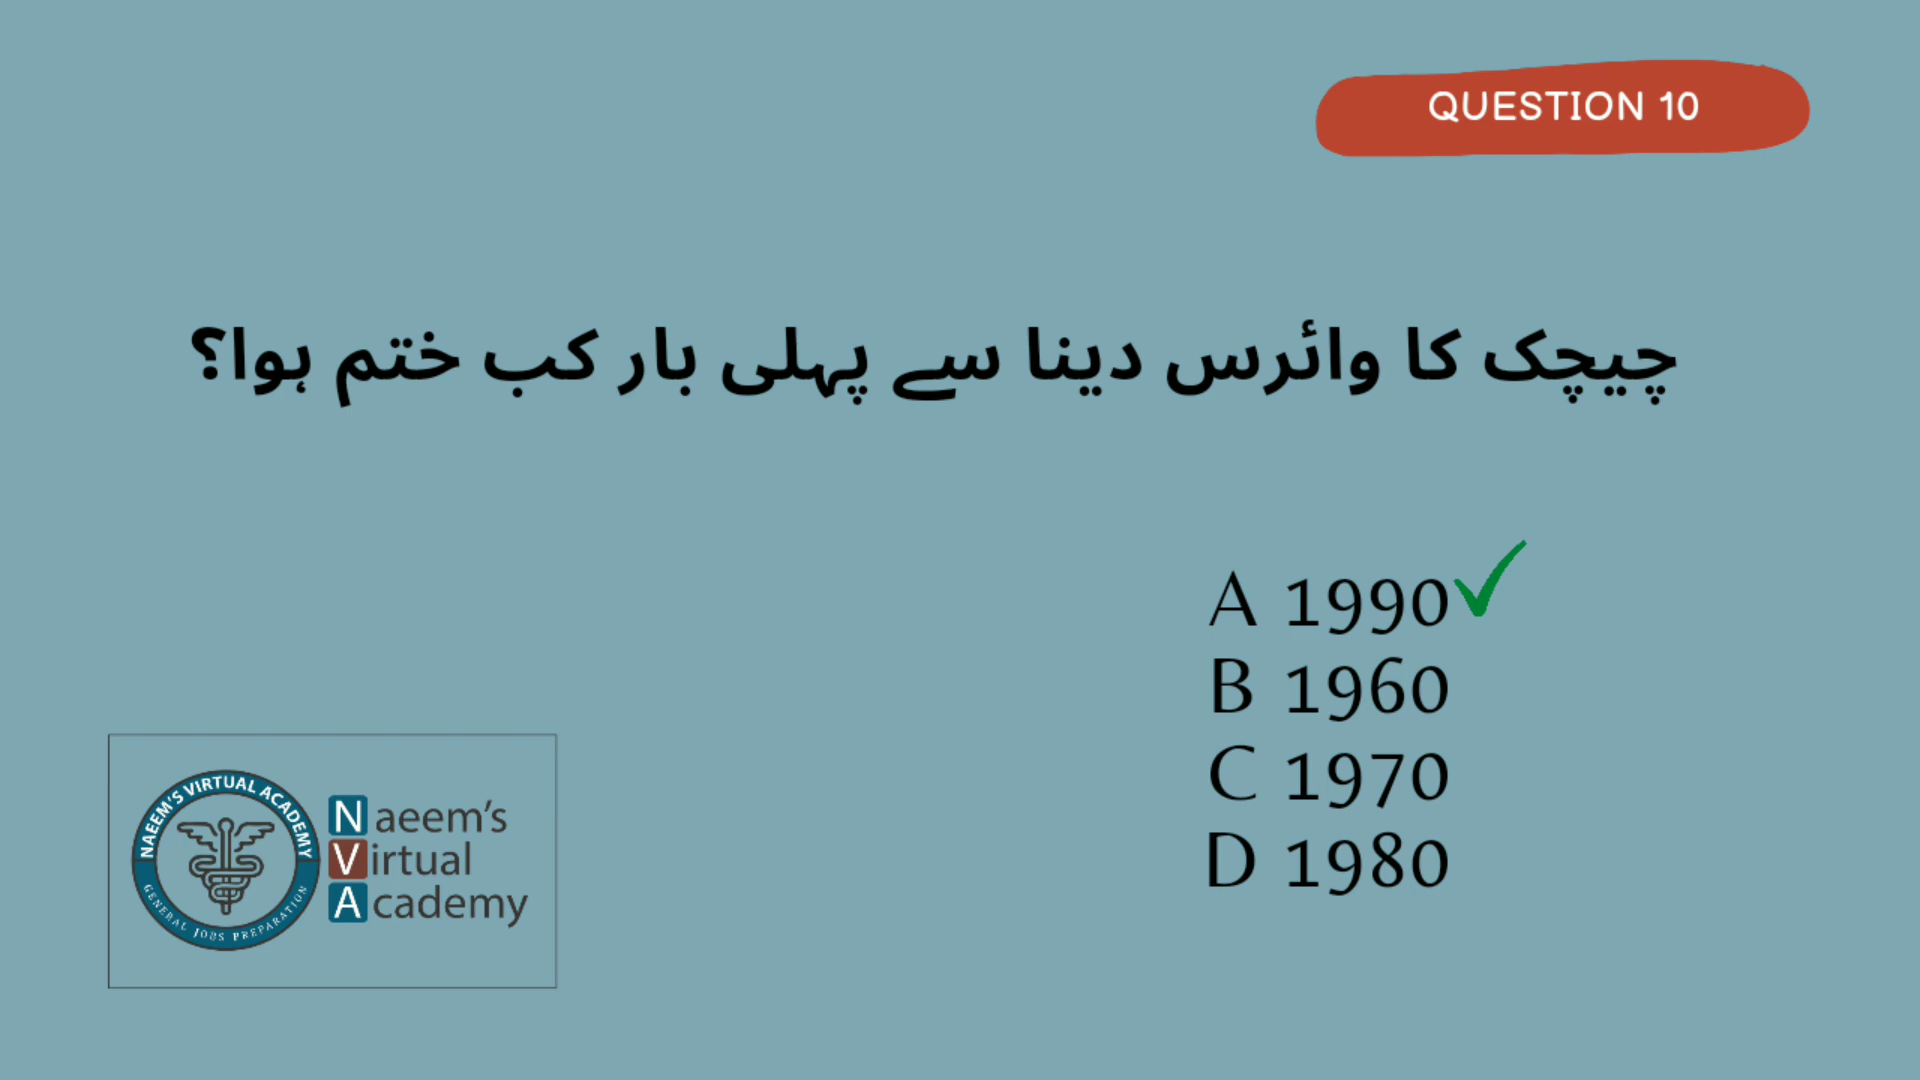 QUESTION 10
چیچک کا وائرس دینا سے پہلی بار کب ختم ہوا؟
A 1990
B 1960
C 1970
D 1980
NAEEM'S VIRTUAL ACADEMY
GENERAL JOBS PREPARATION
Naeem's
Virtual
Academy